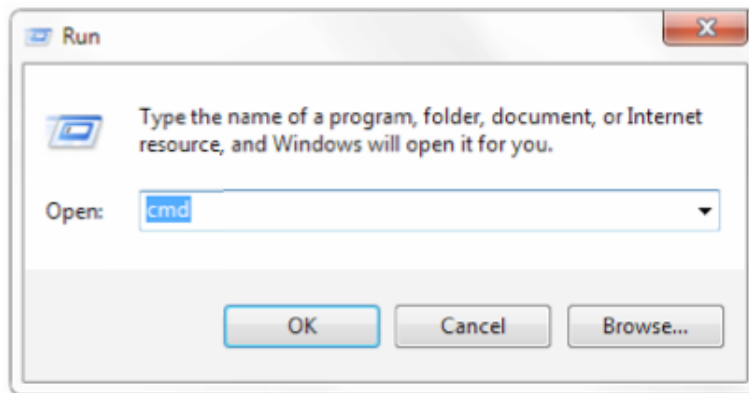 Run
Type the name of a program, folder, document, or Internet
resource, and Windows will open it for you.
Open: cmd
OK Cancel Browse...